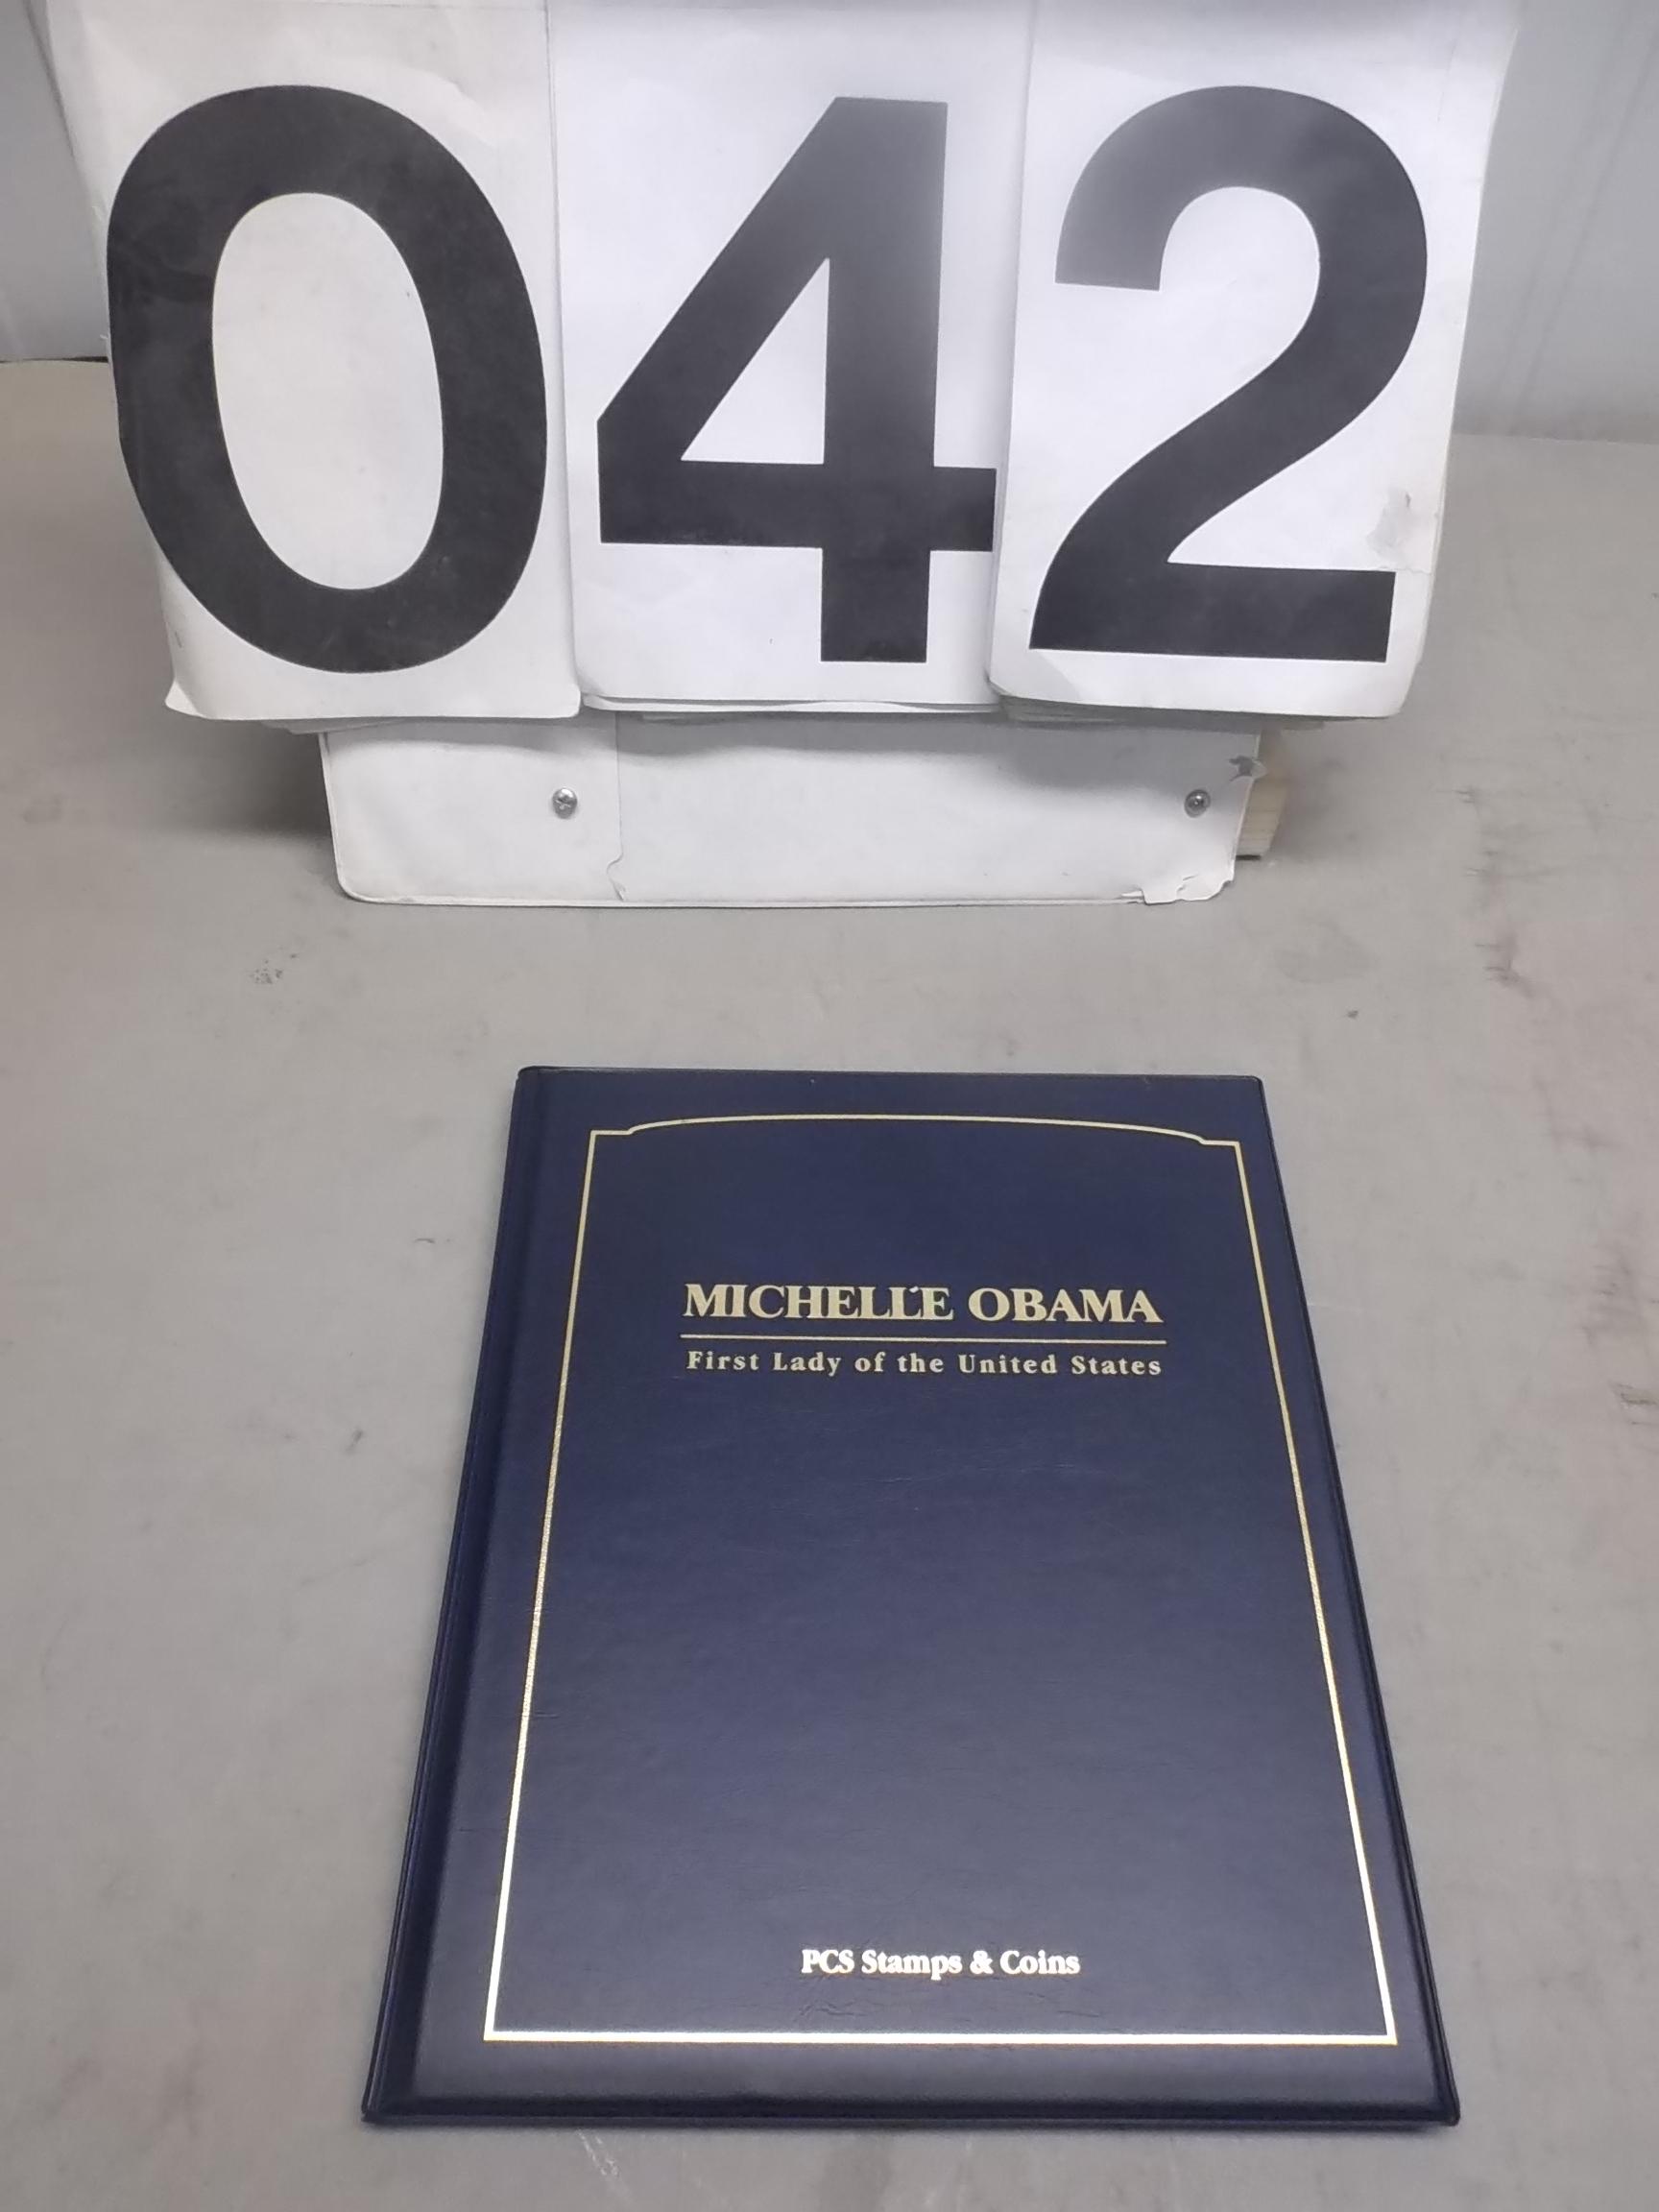 042
MICHELLE OBAMA
First Lady of the United States
PCS Stamps & Coins